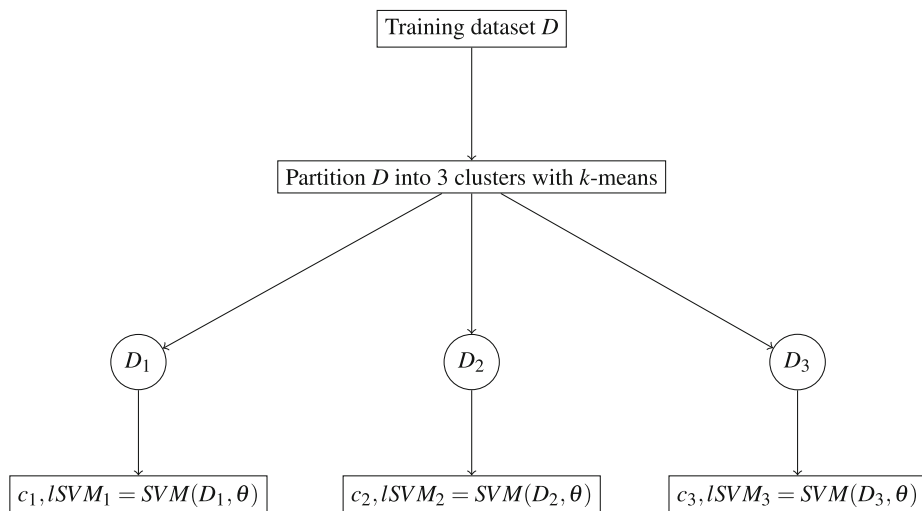 Training dataset D
Partition D into 3 clusters with k-means
D₁
D₂
D₃
c₁, lSVM₁ = SVM(D₁, θ)
c₂, lSVM₂ = SVM(D₂, θ)
c₃, lSVM₃ = SVM(D₃, θ)